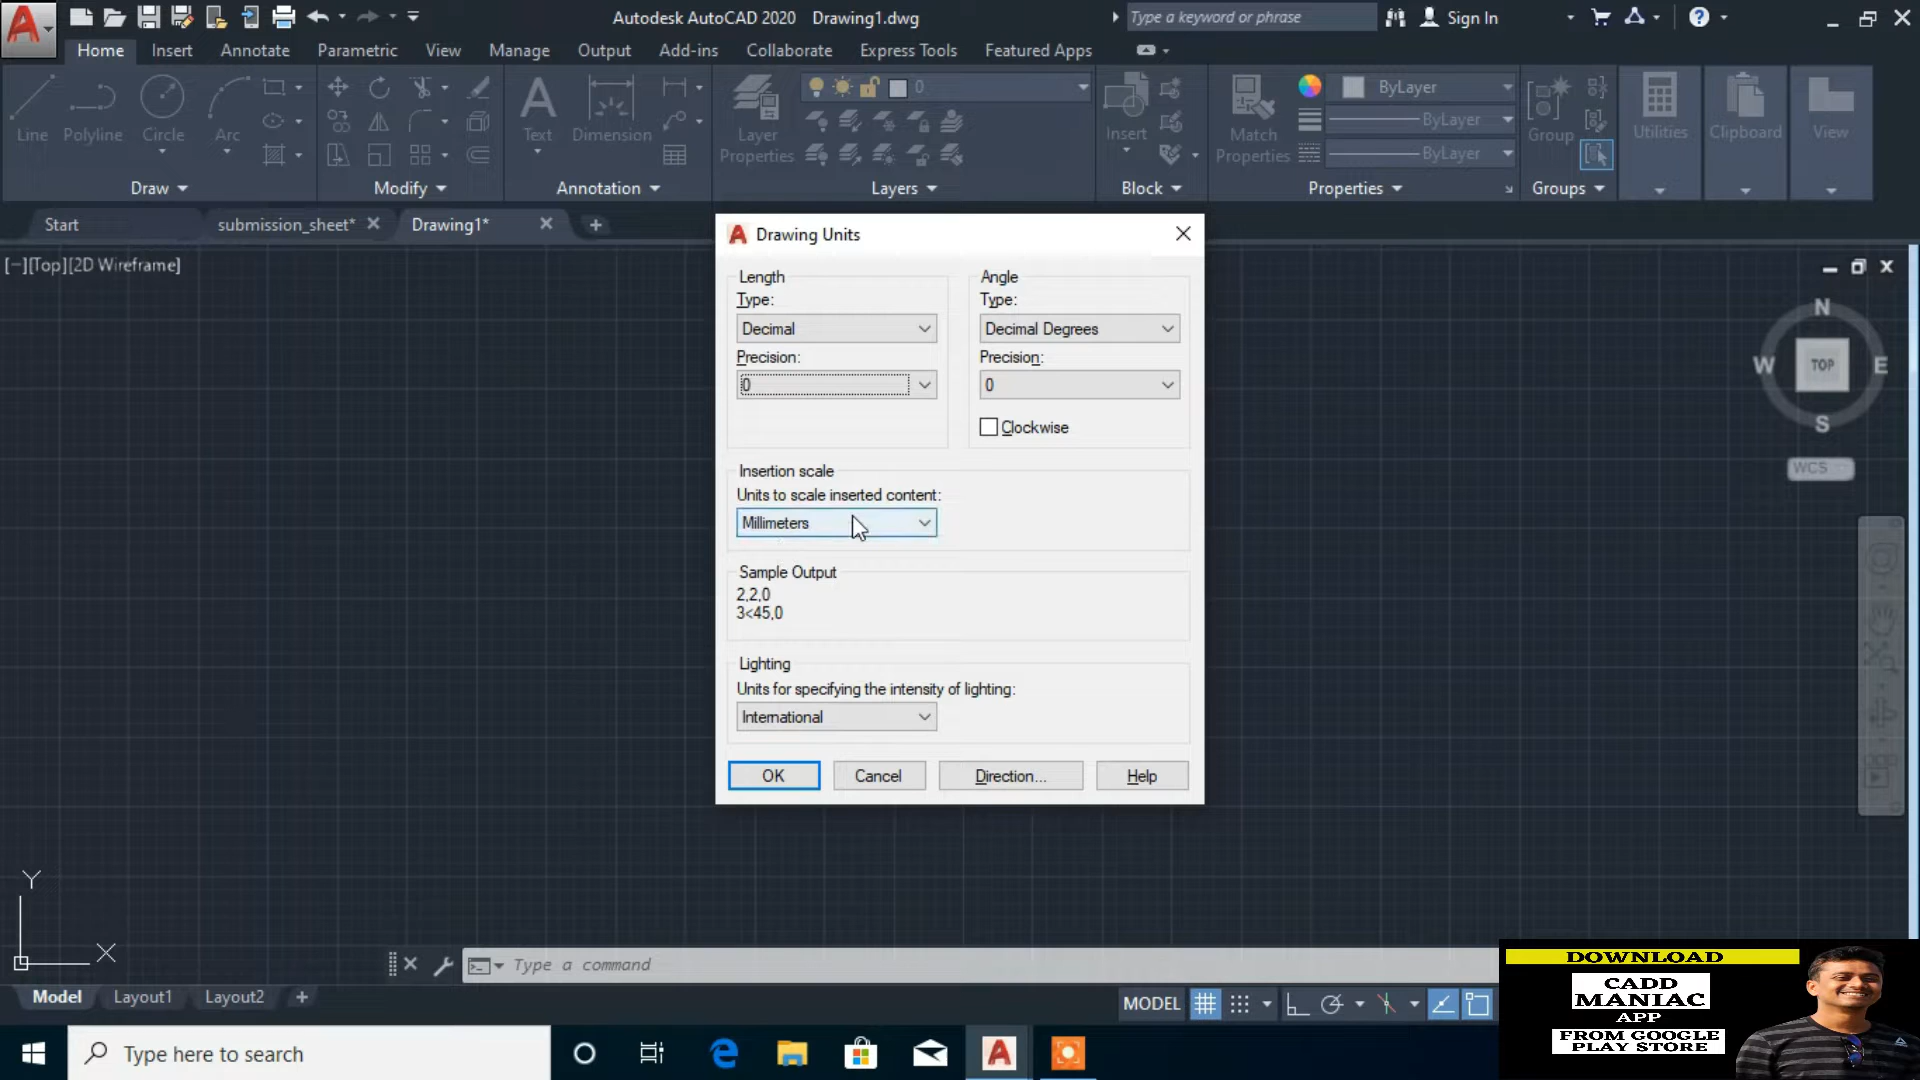 Autodesk AutoCAD 2020 Drawing1.dwg
Type a keyword or phrase
Sign In
Home Insert Annotate Parametric View Manage Output Add-ins Collaborate Express Tools Featured Apps
Line Polyline Circle Arc
Text Dimension
Layer Properties
0
Insert
Match Properties
ByLayer
ByLayer
ByLayer
Group
Utilities
Clipboard
View
Draw Modify Annotation Layers Block Properties Groups
Start submission_sheet* Drawing1*
[−][Top][2D Wireframe]
Drawing Units
Length
Type:
Decimal
Precision:
0
Angle
Type:
Decimal Degrees
Precision:
0
Clockwise
Insertion scale
Units to scale inserted content:
Millimeters
Sample Output
2,2,0
3<45,0
Lighting
Units for specifying the intensity of lighting:
International
OK Cancel Direction... Help
N
W TOP E
S
WCS
Y
X
Type a command
Model Layout1 Layout2
MODEL
DOWNLOAD
CADD
MANIAC
APP
FROM GOOGLE
PLAY STORE
Type here to search